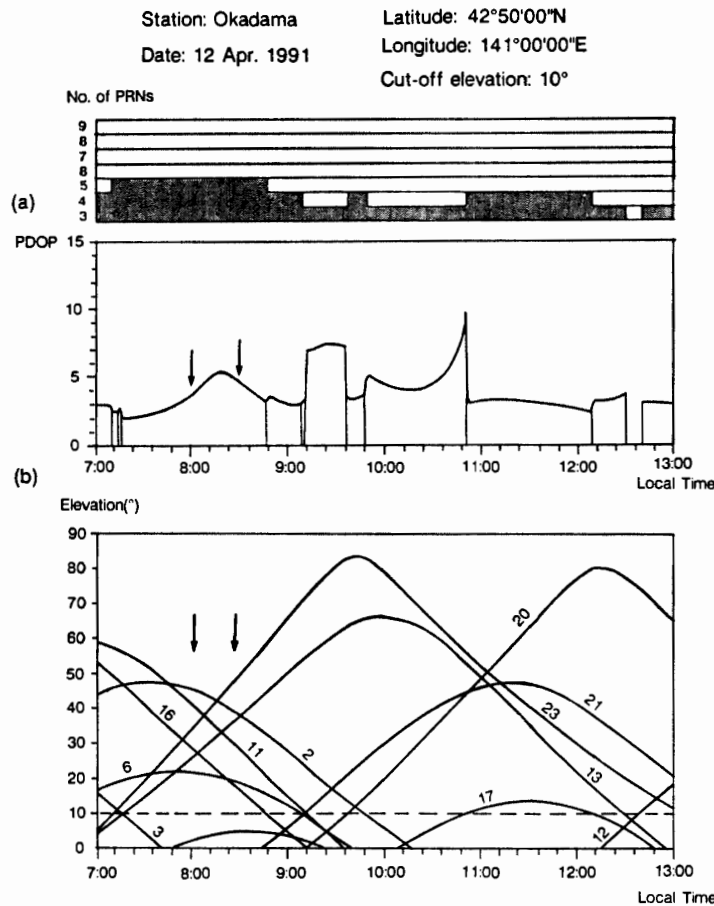 Station: Okadama
Latitude: 42°50'00"N
Date: 12 Apr. 1991
Longitude: 141°00'00"E
Cut-off elevation: 10°
No. of PRNs
9
8
7
6
8
5
4
3
(a)
PDOP
15
10
5
0
7:00 8:00 9:00 10:00 11:00 12:00 13:00
Local Time
(b)
Elevation(°)
90
80
70
60
50
40
30
20
10
0
16
11
2
6
3
20
21
23
13
17
12
7:00 8:00 9:00 10:00 11:00 12:00 13:00
Local Time